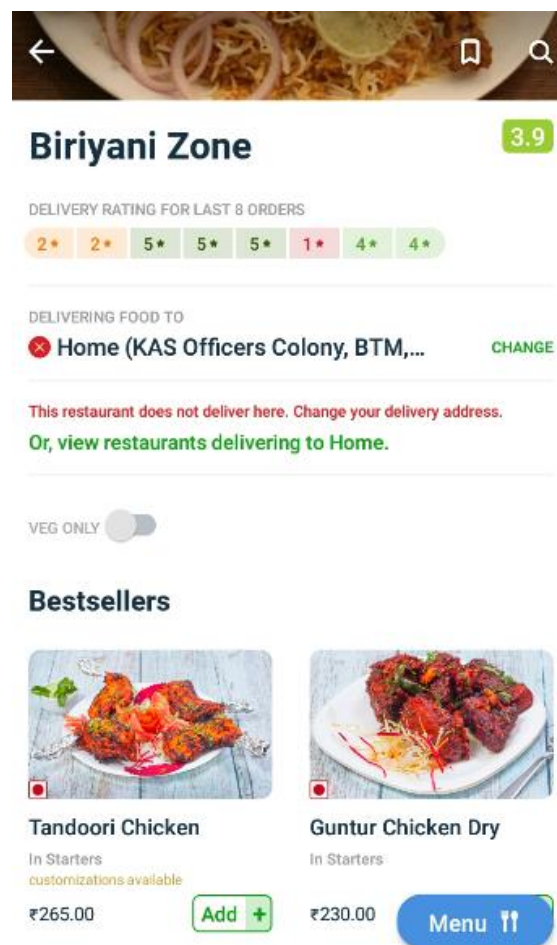 Biriyani Zone
3.9
DELIVERY RATING FOR LAST 8 ORDERS
2★ 2★ 5★ 5★ 5★ 1★ 4★ 4★
DELIVERING FOOD TO
Home (KAS Officers Colony, BTM,...
CHANGE
This restaurant does not deliver here. Change your delivery address.
Or, view restaurants delivering to Home.
VEG ONLY
Bestsellers
Tandoori Chicken
In Starters
customizations available
₹265.00
Add +
Guntur Chicken Dry
In Starters
₹230.00
Menu